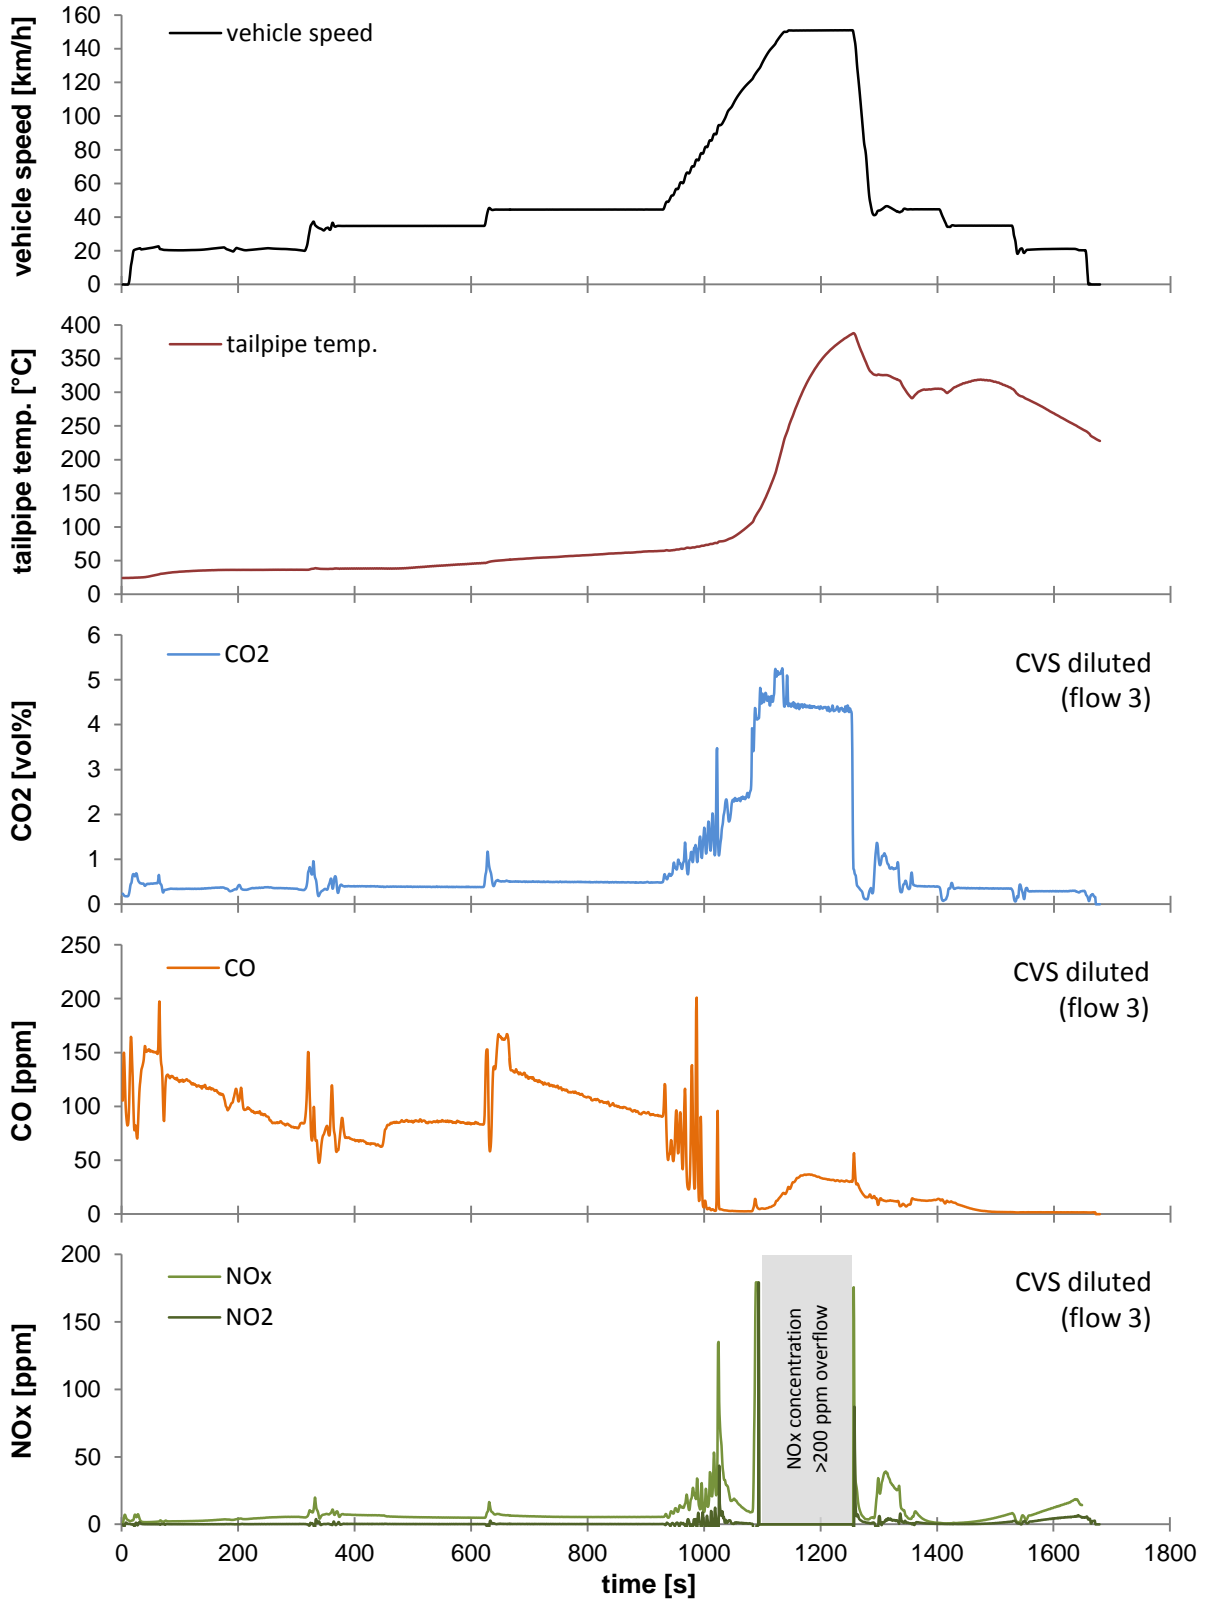 vehicle speed [km/h]
160
140
120
100
80
60
40
20
0
vehicle speed
tailpipe temp. [°C]
400
350
300
250
200
150
100
50
0
tailpipe temp.
CO2 [vol%]
6
5
4
3
2
1
0
CO2
CVS diluted
(flow 3)
CO [ppm]
250
200
150
100
50
0
CO
CVS diluted
(flow 3)
NOx [ppm]
200
150
100
50
0
NOx
NO2
NOx concentration
>200 ppm overflow
CVS diluted
(flow 3)
0 200 400 600 800 1000 1200 1400 1600 1800
time [s]